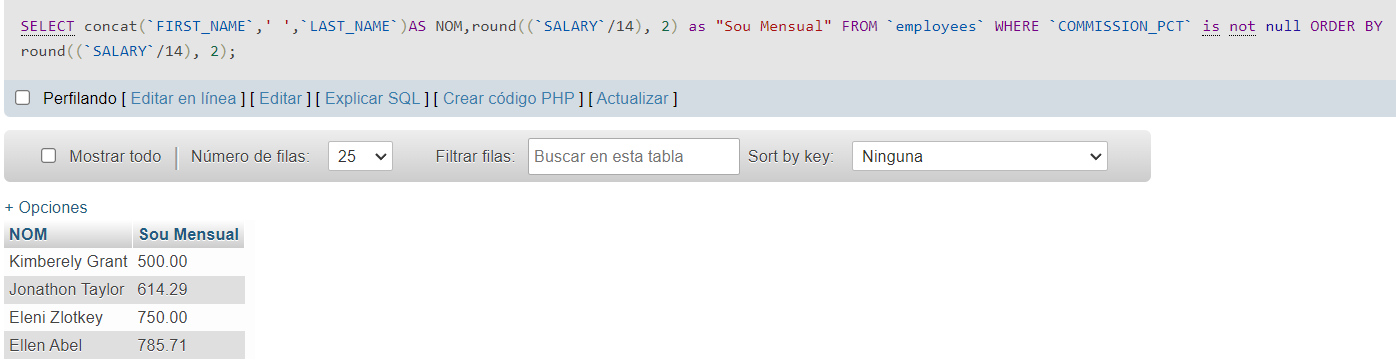 SELECT concat(`FIRST_NAME`,' ',`LAST_NAME`)AS NOM,round((`SALARY`/14), 2) as "Sou Mensual" FROM `employees` WHERE `COMMISSION_PCT` is not null ORDER BY
round((`SALARY`/14), 2);
Perfilando [ Editar en línea ] [ Editar ] [ Explicar SQL ] [ Crear código PHP ] [ Actualizar ]
Mostrar todo | Número de filas: 25 Filtrar filas: Buscar en esta tabla Sort by key: Ninguna
+ Opciones
NOM Sou Mensual
Kimberely Grant 500.00
Jonathon Taylor 614.29
Eleni Zlotkey 750.00
Ellen Abel 785.71